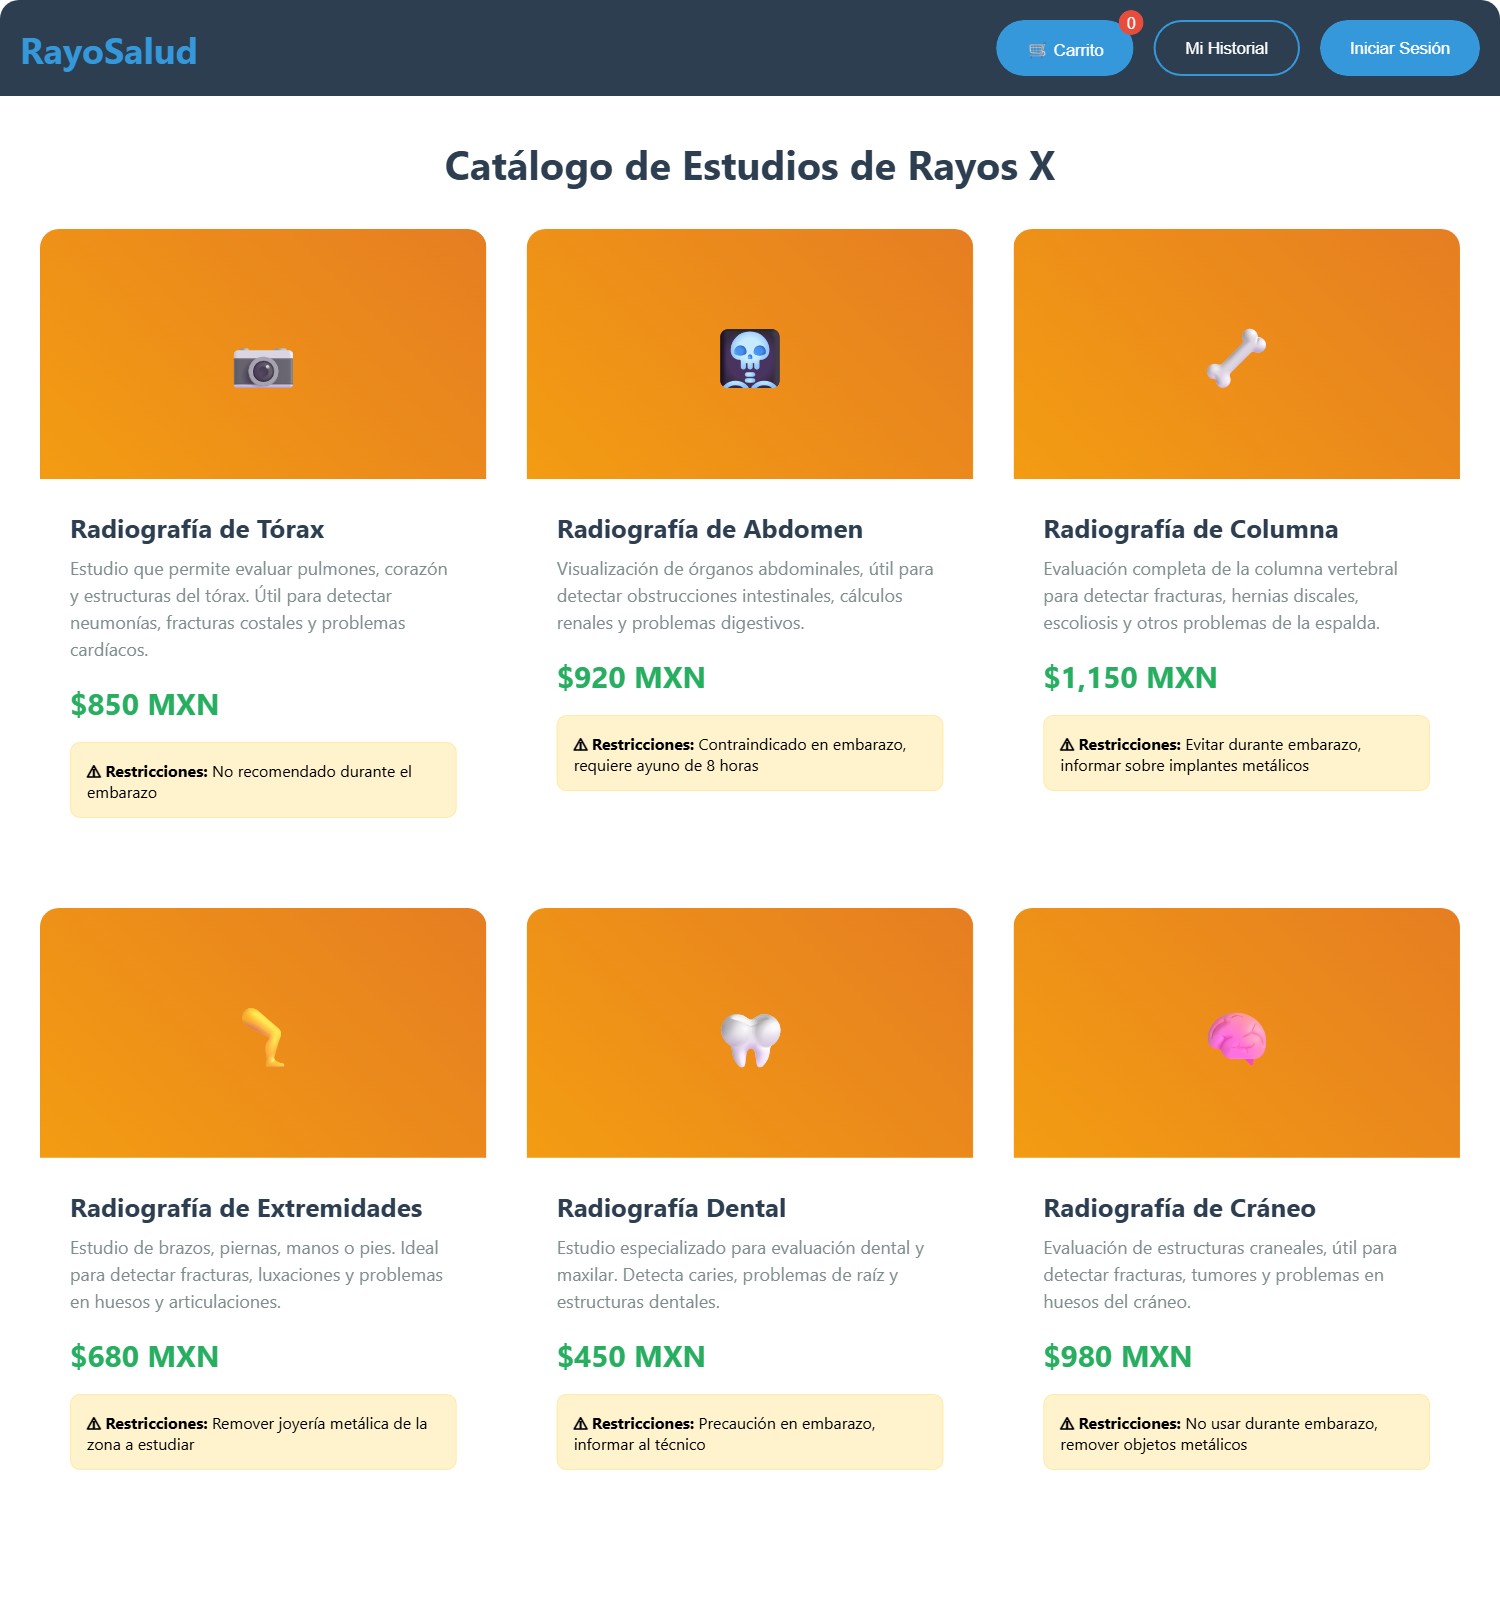 RayoSalud
0
Carrito
Mi Historial
Iniciar Sesión
Catálogo de Estudios de Rayos X
Radiografía de Tórax
Estudio que permite evaluar pulmones, corazón
y estructuras del tórax. Útil para detectar
neumonías, fracturas costales y problemas
cardíacos.
$850 MXN
⚠ Restricciones: No recomendado durante el
embarazo
Radiografía de Abdomen
Visualización de órganos abdominales, útil para
detectar obstrucciones intestinales, cálculos
renales y problemas digestivos.
$920 MXN
⚠ Restricciones: Contraindicado en embarazo,
requiere ayuno de 8 horas
Radiografía de Columna
Evaluación completa de la columna vertebral
para detectar fracturas, hernias discales,
escoliosis y otros problemas de la espalda.
$1,150 MXN
⚠ Restricciones: Evitar durante embarazo,
informar sobre implantes metálicos
Radiografía de Extremidades
Estudio de brazos, piernas, manos o pies. Ideal
para detectar fracturas, luxaciones y problemas
en huesos y articulaciones.
$680 MXN
⚠ Restricciones: Remover joyería metálica de la
zona a estudiar
Radiografía Dental
Estudio especializado para evaluación dental y
maxilar. Detecta caries, problemas de raíz y
estructuras dentales.
$450 MXN
⚠ Restricciones: Precaución en embarazo,
informar al técnico
Radiografía de Cráneo
Evaluación de estructuras craneales, útil para
detectar fracturas, tumores y problemas en
huesos del cráneo.
$980 MXN
⚠ Restricciones: No usar durante embarazo,
remover objetos metálicos